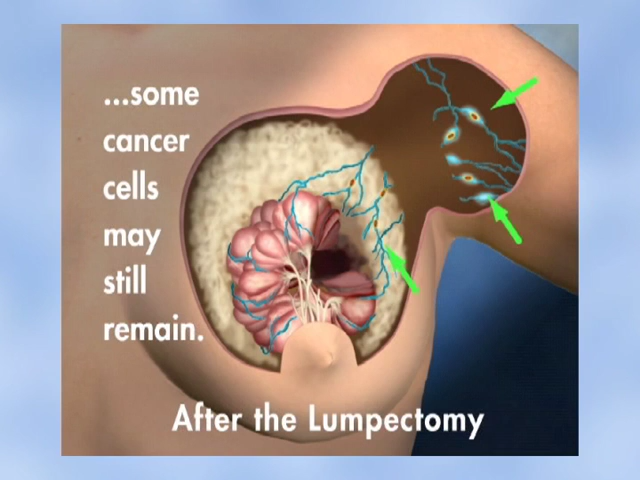 ...some
cancer
cells
may
still
remain.
After the Lumpectomy